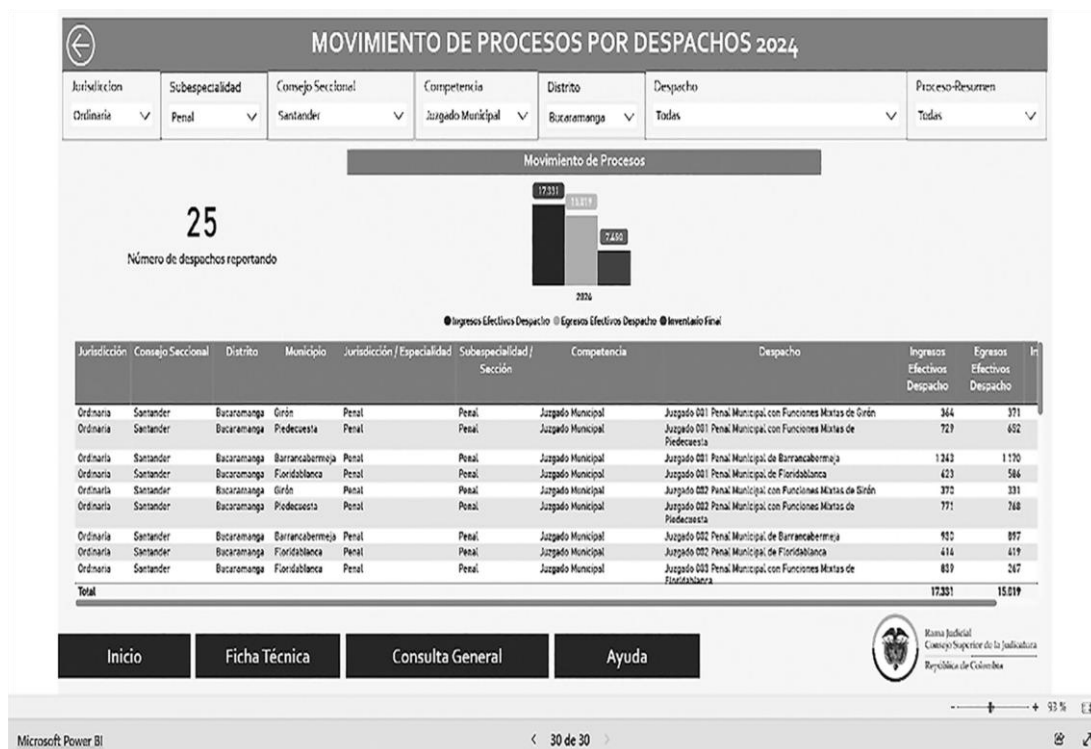 MOVIMIENTO DE PROCESOS POR DESPACHOS 2024
Jurisdiccion Subespecialidad Consejo Seccional Competencia Distrito Despacho Proceso-Resumen
Ordinaria Penal Santander Juzgado Municipal Bucaramanga Todas Todas
Movimiento de Procesos
17.331
15.819
7.450
25
Número de despachos reportando
2024
Ingresos Efectivos Despacho Egresos Efectivos Despacho Inventario Final
Jurisdicción Consejo Seccional Distrito Municipio Jurisdicción / Especialidad Subespecialidad / Sección Competencia Despacho Ingresos Efectivos Despacho Egresos Efectivos Despacho In
Ordinaria Santander Bucaramanga Girón Penal Penal Juzgado Municipal Juzgado 001 Penal Municipal con Funciones Mixtas de Girón 364 371
Ordinaria Santander Bucaramanga Piedecuesta Penal Penal Juzgado Municipal Juzgado 001 Penal Municipal con Funciones Mixtas de Piedecuesta 729 652
Ordinaria Santander Bucaramanga Barrancabermeja Penal Penal Juzgado Municipal Juzgado 001 Penal Municipal de Barrancabermeja
Ordinaria Santander Bucaramanga Floridablanca Penal Penal Juzgado Municipal Juzgado 001 Penal Municipal de Floridablanca 423 586
Ordinaria Santander Bucaramanga Girón Penal Penal Juzgado Municipal Juzgado 002 Penal Municipal con Funciones Mixtas de Girón 370 331
Ordinaria Santander Bucaramanga Piedecuesta Penal Penal Juzgado Municipal Juzgado 002 Penal Municipal con Funciones Mixtas de Piedecuesta 771 768
Ordinaria Santander Bucaramanga Barrancabermeja Penal Penal Juzgado Municipal Juzgado 002 Penal Municipal de Barrancabermeja 897
Ordinaria Santander Bucaramanga Floridablanca Penal Penal Juzgado Municipal Juzgado 002 Penal Municipal de Floridablanca 414 419
Ordinaria Santander Bucaramanga Floridablanca Penal Penal Juzgado Municipal Juzgado 003 Penal Municipal con Funciones Mixtas de Floridablanca 839
Total 17.331 15.819
Inicio Ficha Técnica Consulta General Ayuda
Rama Judicial
Consejo Superior de la Judicatura
República de Colombia
- + 93 %
Microsoft Power BI < 30 de 30 >